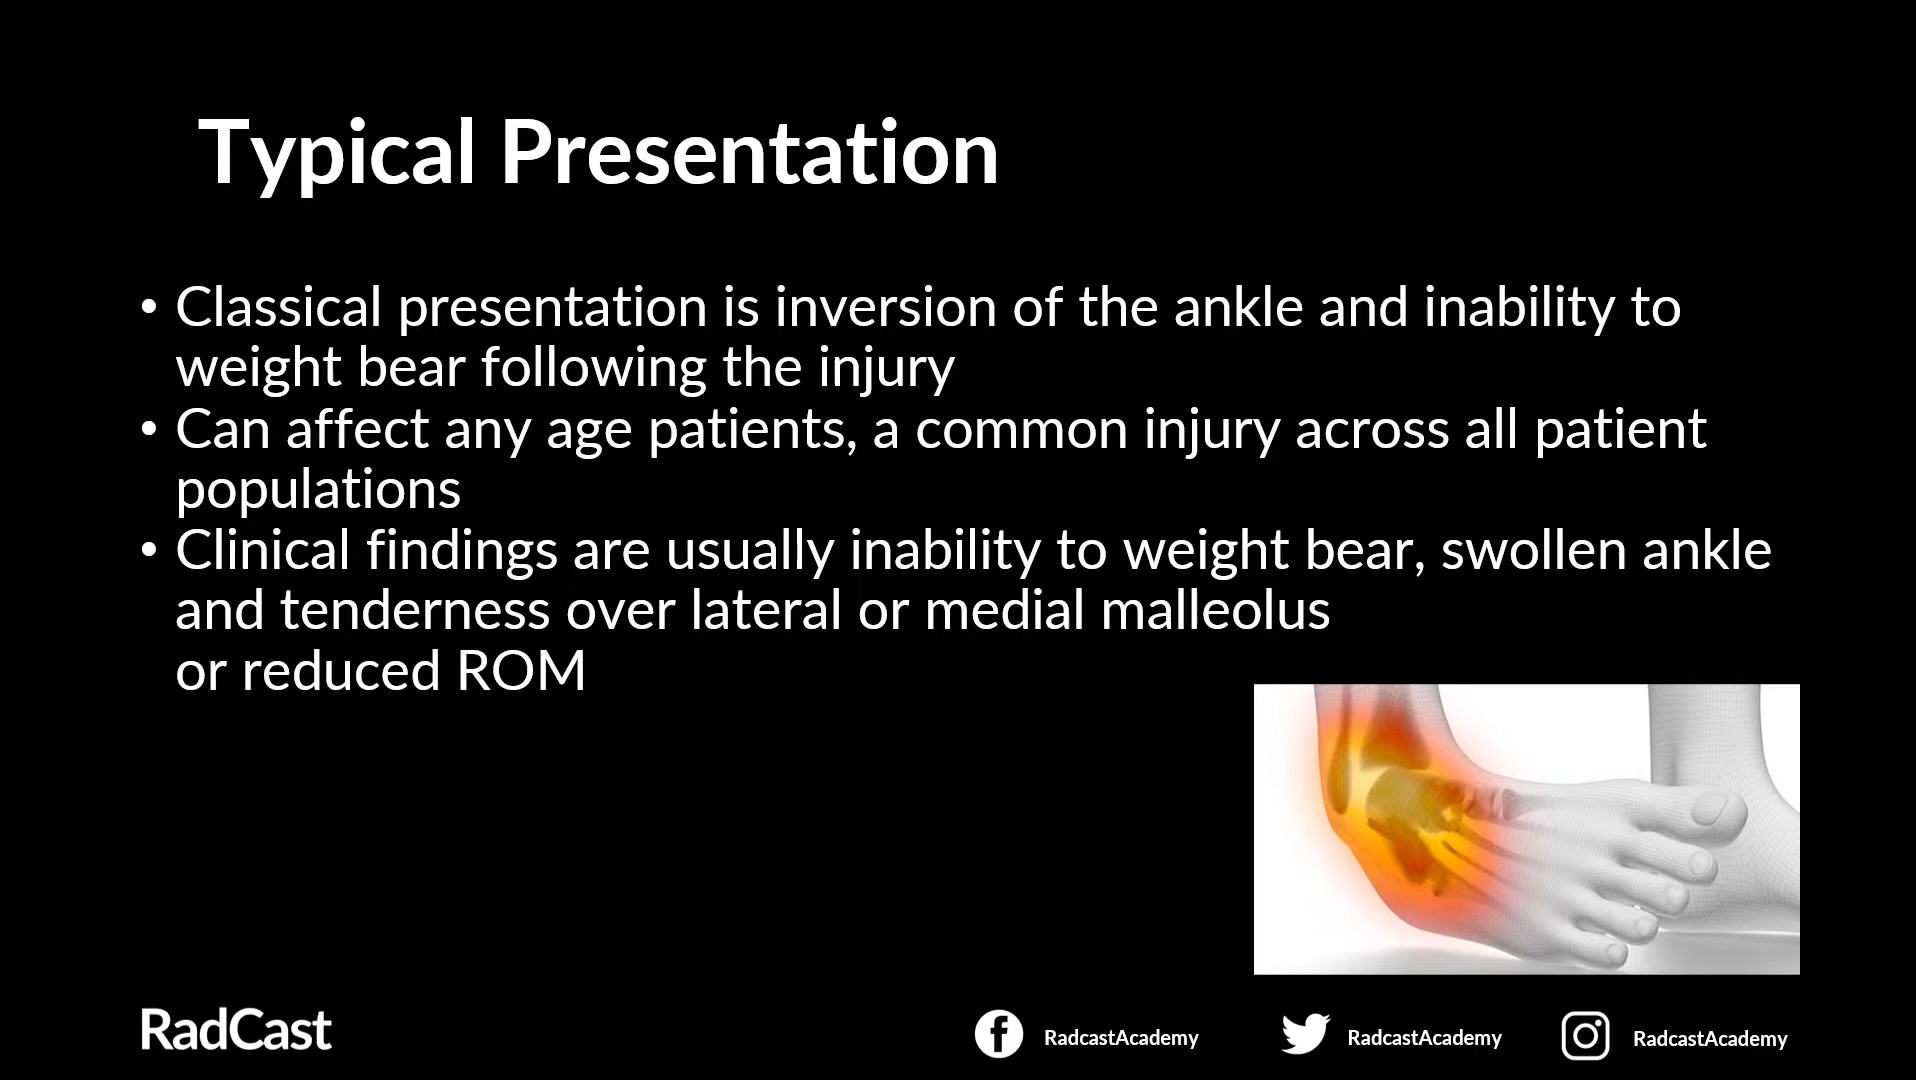 Typical Presentation
• Classical presentation is inversion of the ankle and inability to
weight bear following the injury
• Can affect any age patients, a common injury across all patient
populations
• Clinical findings are usually inability to weight bear, swollen ankle
and tenderness over lateral or medial malleolus
or reduced ROM
RadCast
RadcastAcademy
RadcastAcademy
RadcastAcademy